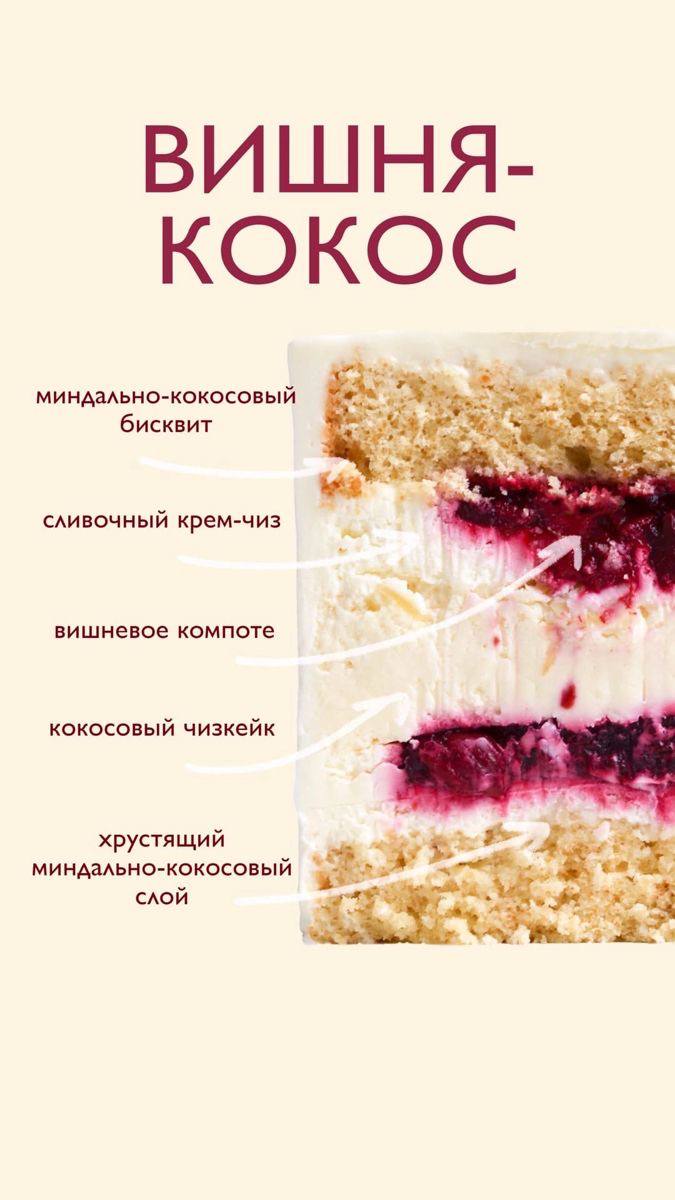 ВИШНЯ-
КОКОС
миндально-кокосовый
бисквит
сливочный крем-чиз
вишневое компоте
кокосовый чизкейк
хрустящий
миндально-кокосовый
слой